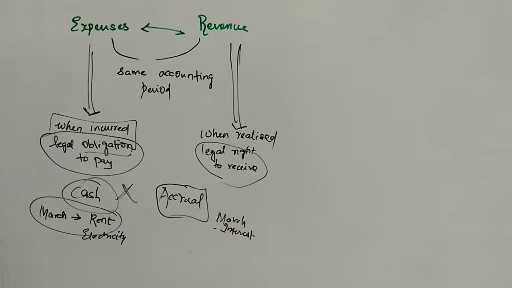 Expenses ↔ Revenue
same accounting
period
when incurred
legal obligation
to pay
when realised
legal right
to receive
Cash X Accrual
March → Rent
Electricity
March
- Interest